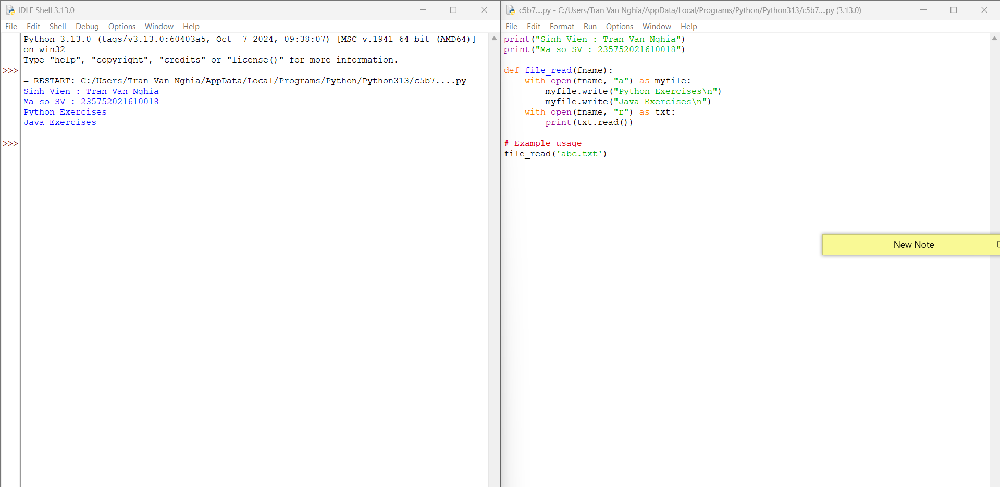 IDLE Shell 3.13.0
File Edit Shell Debug Options Window Help
Python 3.13.0 (tags/v3.13.0:60403a5, Oct  7 2024, 09:38:07) [MSC v.1941 64 bit (AMD64)]
on win32
Type "help", "copyright", "credits" or "license()" for more information.
>>>
= RESTART: C:/Users/Tran Van Nghia/AppData/Local/Programs/Python/Python313/c5b7....py
Sinh Vien : Tran Van Nghia
Ma so SV : 235752021610018
Python Exercises
Java Exercises
>>>
c5b7....py - C:/Users/Tran Van Nghia/AppData/Local/Programs/Python/Python313/c5b7....py (3.13.0)
File Edit Format Run Options Window Help
print("Sinh Vien : Tran Van Nghia")
print("Ma so SV : 235752021610018")
def file_read(fname):
    with open(fname, "a") as myfile:
        myfile.write("Python Exercises\n")
        myfile.write("Java Exercises\n")
    with open(fname, "r") as txt:
        print(txt.read())
# Example usage
file_read('abc.txt')
New Note